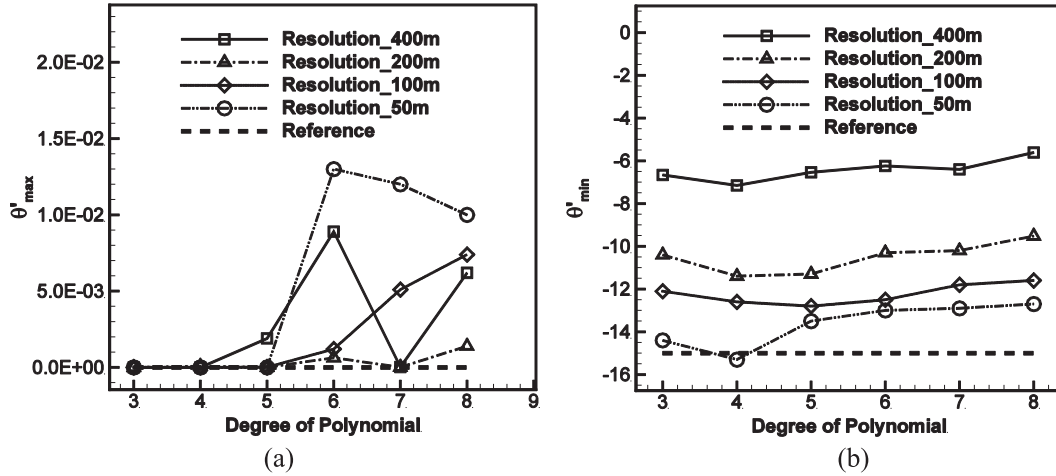 Resolution_400m
Resolution_200m
Resolution_100m
Resolution_50m
Reference
2.0E-02
1.5E-02
1.0E-02
5.0E-03
0.0E+00
θ'max
3 4 5 6 7 8 9
Degree of Polynomial
(a)
Resolution_400m
Resolution_200m
Resolution_100m
Resolution_50m
Reference
0
-2
-4
-6
-8
-10
-12
-14
-16
θ'min
3 4 5 6 7 8
Degree of Polynomial
(b)